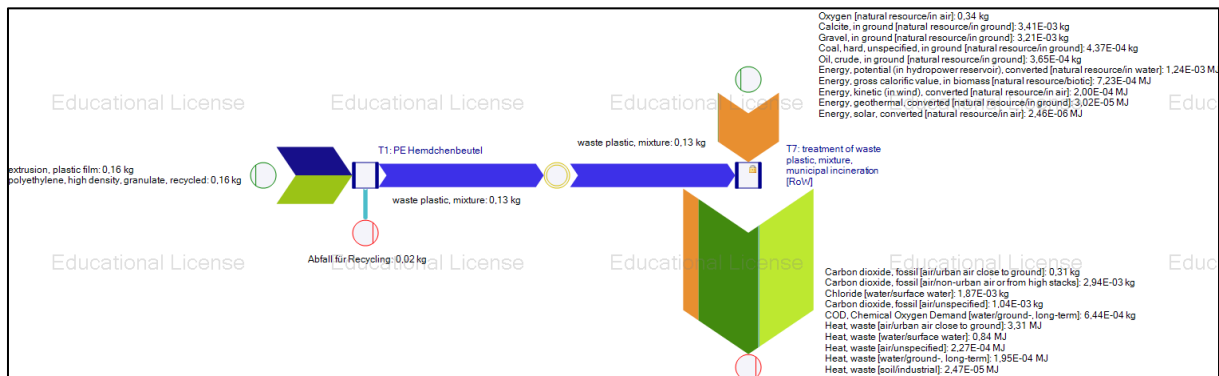 Oxygen [natural resource/in air]: 0,34 kg
Calcite, in ground [natural resource/in ground]: 3,41E-03 kg
Gravel, in ground [natural resource/in ground]: 3,21E-03 kg
Coal, hard, unspecified, in ground [natural resource/in ground]: 4,37E-04 kg
Oil, crude, in ground [natural resource/in ground]: 3,65E-04 kg
Energy, potential (in hydropower reservoir), converted [natural resource/in water]: 1,24E-03 MJ
Energy, gross calorific value, in biomass [natural resource/biotic]: 7,23E-04 MJ
Energy, kinetic (in wind), converted [natural resource/in air]: 2,00E-04 MJ
Energy, geothermal, converted [natural resource/in ground]: 3,02E-05 MJ
Energy, solar, converted [natural resource/in air]: 2,46E-06 MJ
Educational License Educational License Educational License Educational License Educ
waste plastic, mixture: 0,13 kg
T1: PE Hemdchenbeutel
T7: treatment of waste
plastic, mixture,
municipal incineration
[RoW]
extrusion, plastic film: 0,16 kg
polyethylene, high density, granulate, recycled: 0,16 kg
waste plastic, mixture: 0,13 kg
Abfall für Recycling: 0,02 kg
Educational License Educational License Educational License Educational License Educ
Carbon dioxide, fossil [air/urban air close to ground]: 0,31 kg
Carbon dioxide, fossil [air/non-urban air or from high stacks]: 2,94E-03 kg
Chloride [water/surface water]: 1,87E-03 kg
Carbon dioxide, fossil [air/unspecified]: 1,04E-03 kg
COD, Chemical Oxygen Demand [water/ground-, long-term]: 6,44E-04 kg
Heat, waste [air/urban air close to ground]: 3,31 MJ
Heat, waste [water/surface water]: 0,84 MJ
Heat, waste [air/unspecified]: 2,27E-04 MJ
Heat, waste [water/ground-, long-term]: 1,95E-04 MJ
Heat, waste [soil/industrial]: 2,47E-05 MJ